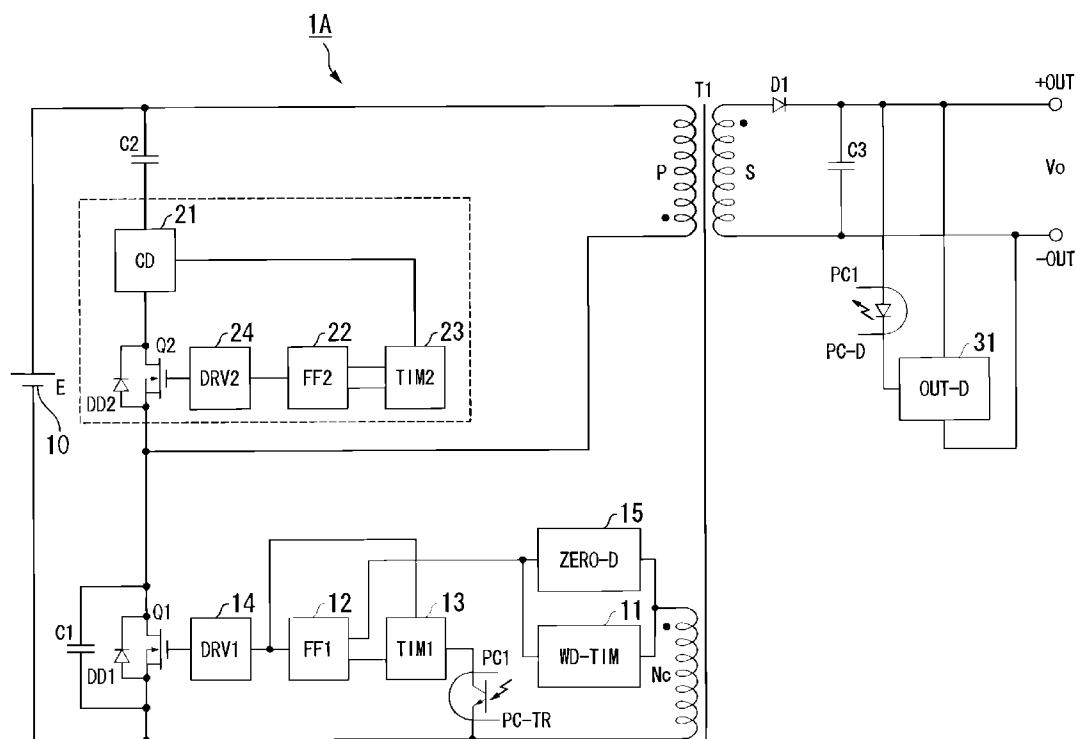 1A
T1
D1
+OUT
C2
C3
P
S
Vo
21
CD
-OUT
PC1
Q2
24
22
23
31
E
DRV2
FF2
TIM2
PC-D
OUT-D
DD2
10
15
ZERO-D
Q1
14
12
13
11
C1
DRV1
FF1
TIM1
WD-TIM
DD1
PC1
Nc
PC-TR